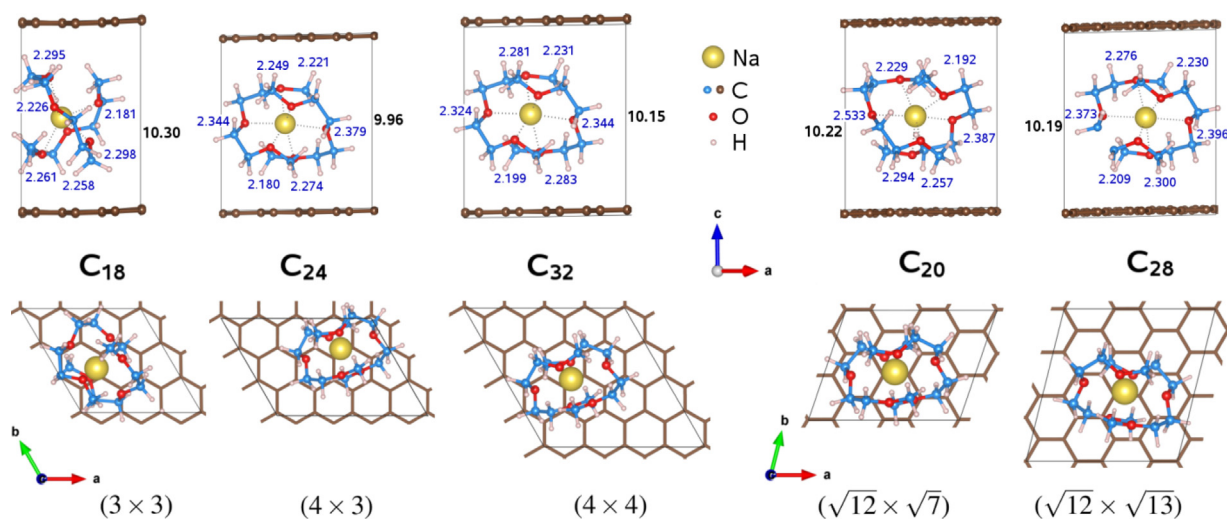 2.295
2.226
2.181
2.298
2.261
2.258
10.30
2.249
2.221
2.344
2.379
2.180
2.274
9.96
2.281
2.231
2.324
2.344
2.199
2.283
10.15
Na
C
O
H
c
a
2.229
2.192
2.533
2.387
2.294
2.257
10.22
2.276
2.230
2.373
2.396
2.209
2.300
10.19
C₁₈
C₂₄
C₃₂
C₂₀
C₂₈
b
a
b
a
(3 × 3)
(4 × 3)
(4 × 4)
(√12 × √7)
(√12 × √13)